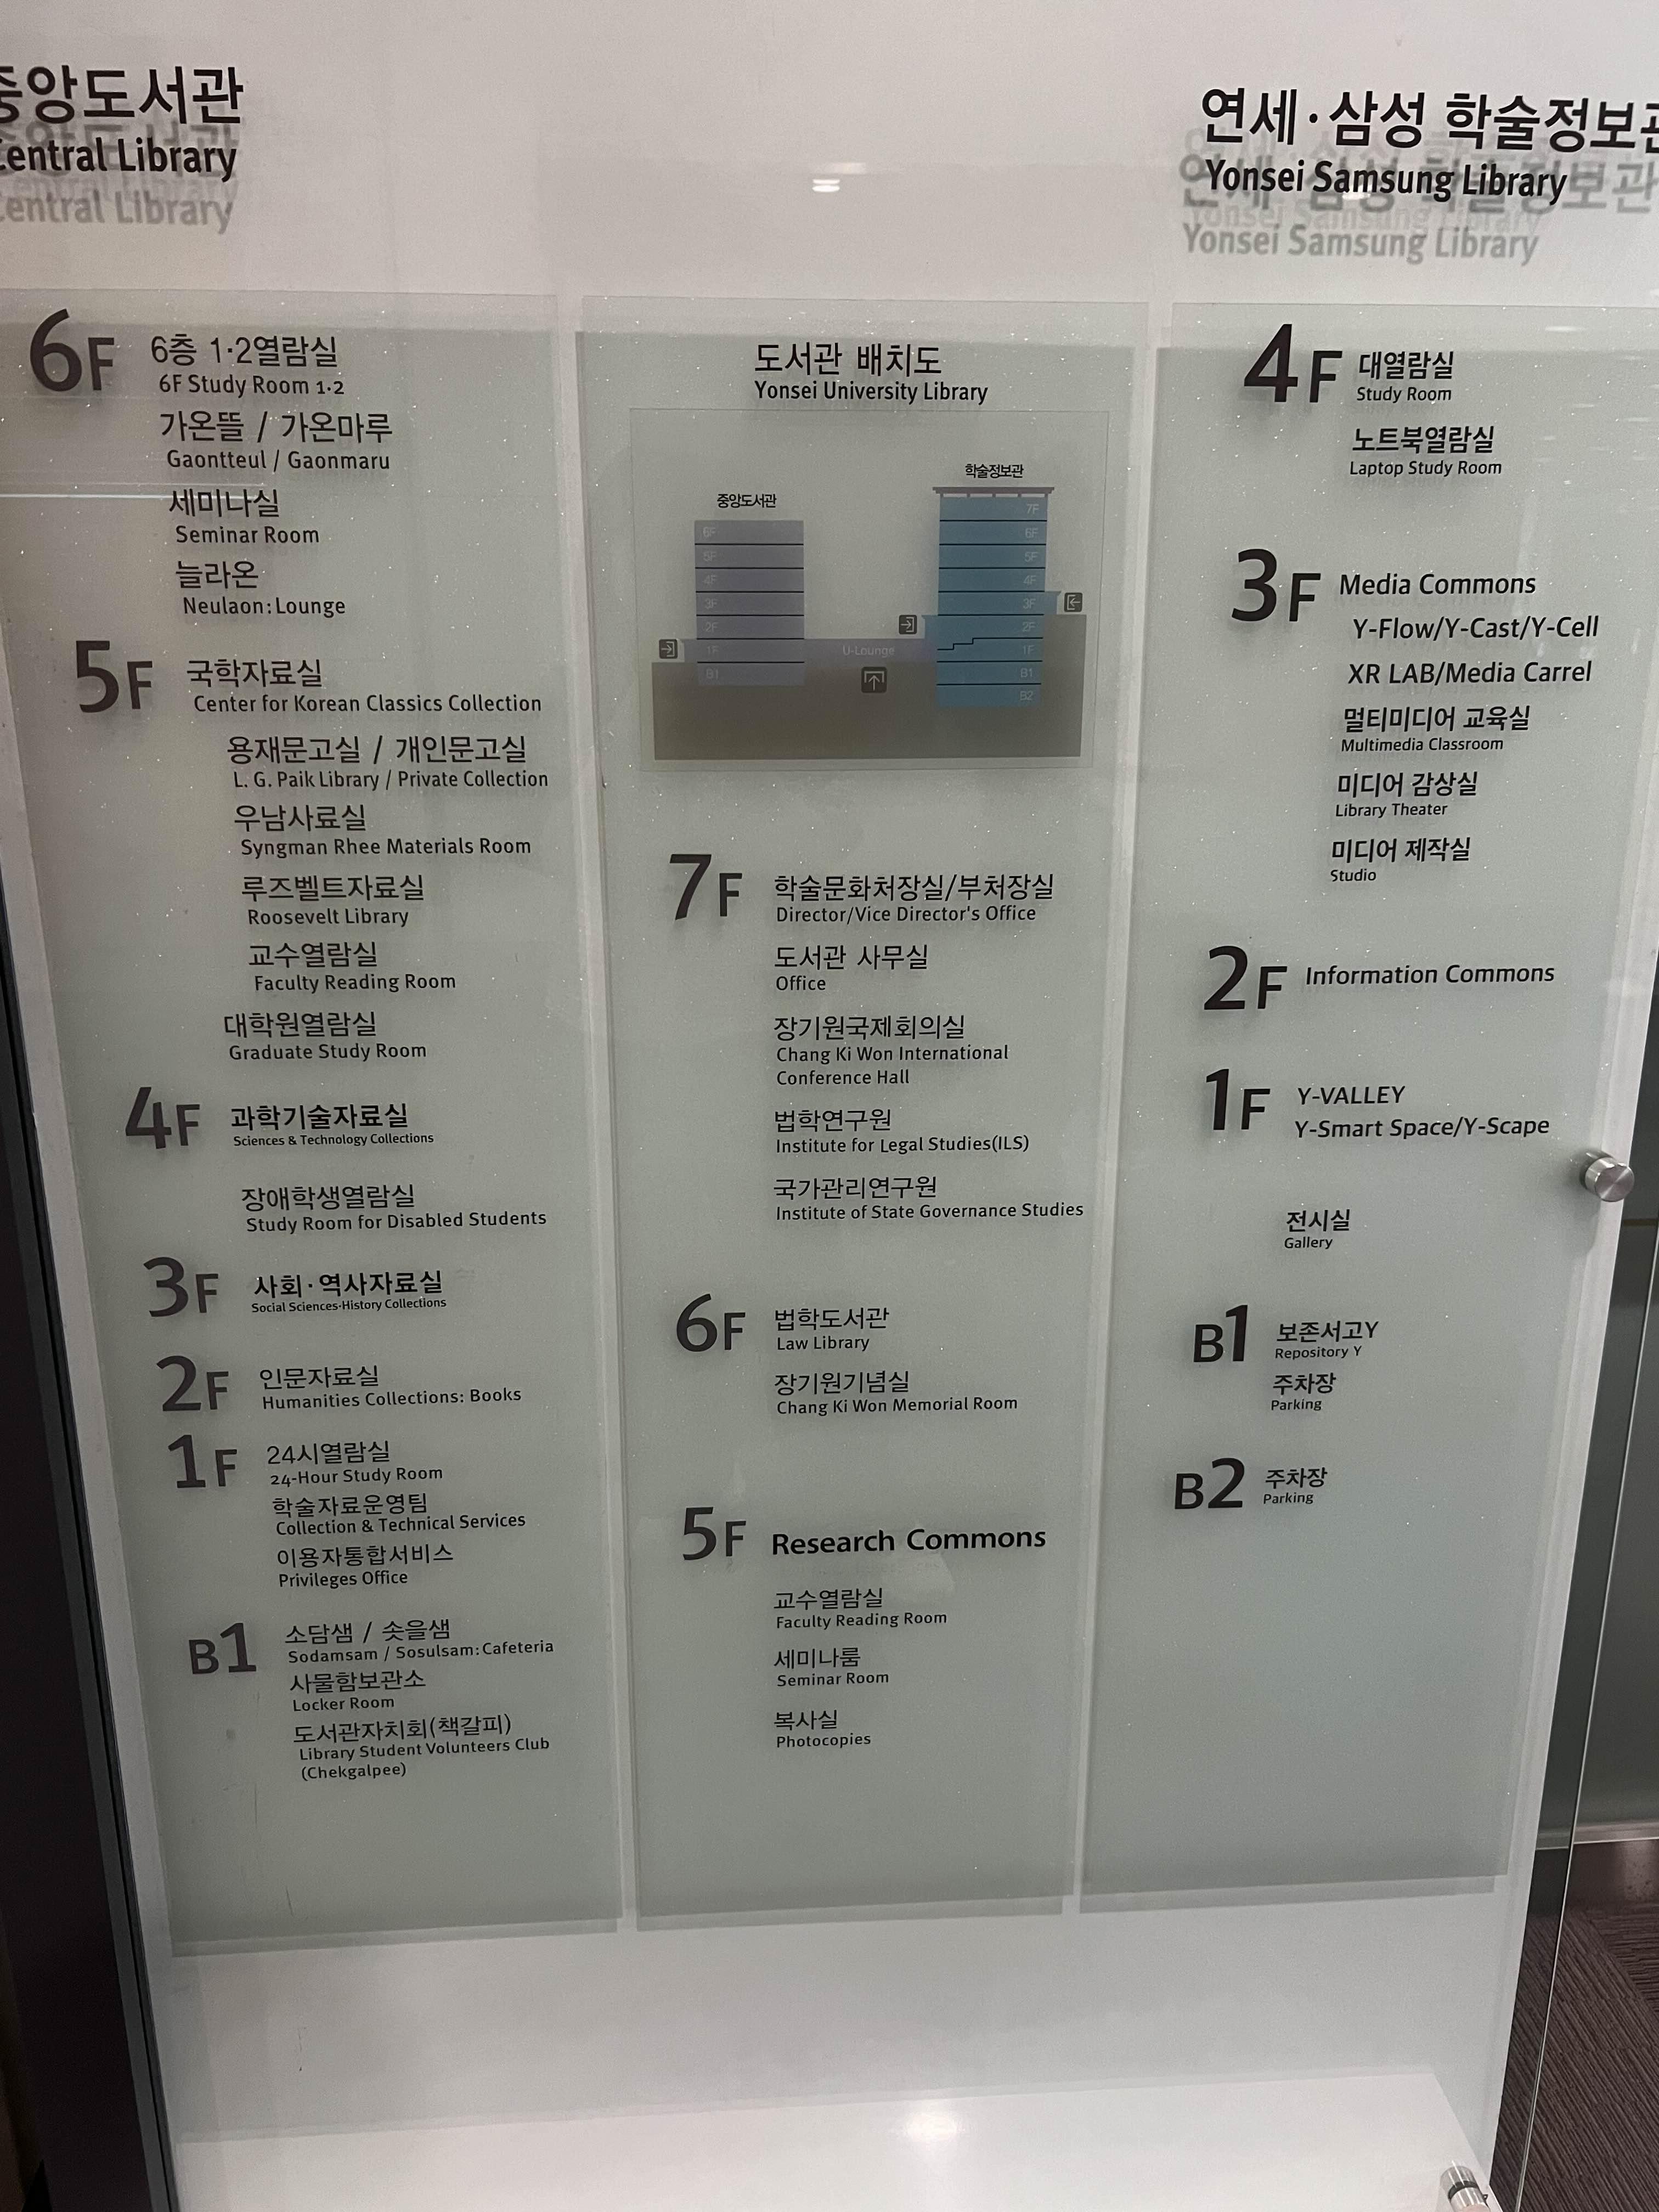 중앙도서관
Central Library
6F
6층 1·2열람실
6F Study Room 1·2
가온뜰 / 가온마루
Gaontteul / Gaonmaru
세미나실
Seminar Room
늘라온
Neulaon: Lounge
5F
국학자료실
Center for Korean Classics Collection
용재문고실 / 개인문고실
L. G. Paik Library / Private Collection
우남사료실
Syngman Rhee Materials Room
루즈벨트자료실
Roosevelt Library
교수열람실
Faculty Reading Room
대학원열람실
Graduate Study Room
4F
과학기술자료실
Sciences & Technology Collections
장애학생열람실
Study Room for Disabled Students
3F
사회·역사자료실
Social Sciences·History Collections
2F
인문자료실
Humanities Collections: Books
1F
24시열람실
24-Hour Study Room
학술자료운영팀
Collection & Technical Services
이용자통합서비스
Privileges Office
B1
소담샘 / 솟을샘
Sodamsam / Sosulsam: Cafeteria
사물함보관소
Locker Room
도서관자치회(책갈피)
Library Student Volunteers Club
(Chekgalpee)
도서관 배치도
Yonsei University Library
중앙도서관
6F
5F
4F
3F
2F
1F
B1
U-Lounge
학술정보관
7F
6F
5F
4F
3F
2F
1F
B1
B2
7F
학술문화처장실/부처장실
Director/Vice Director's Office
도서관 사무실
Office
장기원국제회의실
Chang Ki Won International
Conference Hall
법학연구원
Institute for Legal Studies(ILS)
국가관리연구원
Institute of State Governance Studies
6F
법학도서관
Law Library
장기원기념실
Chang Ki Won Memorial Room
5F
Research Commons
교수열람실
Faculty Reading Room
세미나룸
Seminar Room
복사실
Photocopies
연세·삼성 학술정보관
Yonsei Samsung Library
4F
대열람실
Study Room
노트북열람실
Laptop Study Room
3F
Media Commons
Y-Flow/Y-Cast/Y-Cell
XR LAB/Media Carrel
멀티미디어 교육실
Multimedia Classroom
미디어 감상실
Library Theater
미디어 제작실
Studio
2F
Information Commons
1F
Y-VALLEY
Y-Smart Space/Y-Scape
전시실
Gallery
B1
보존서고Y
Repository Y
주차장
Parking
B2
주차장
Parking